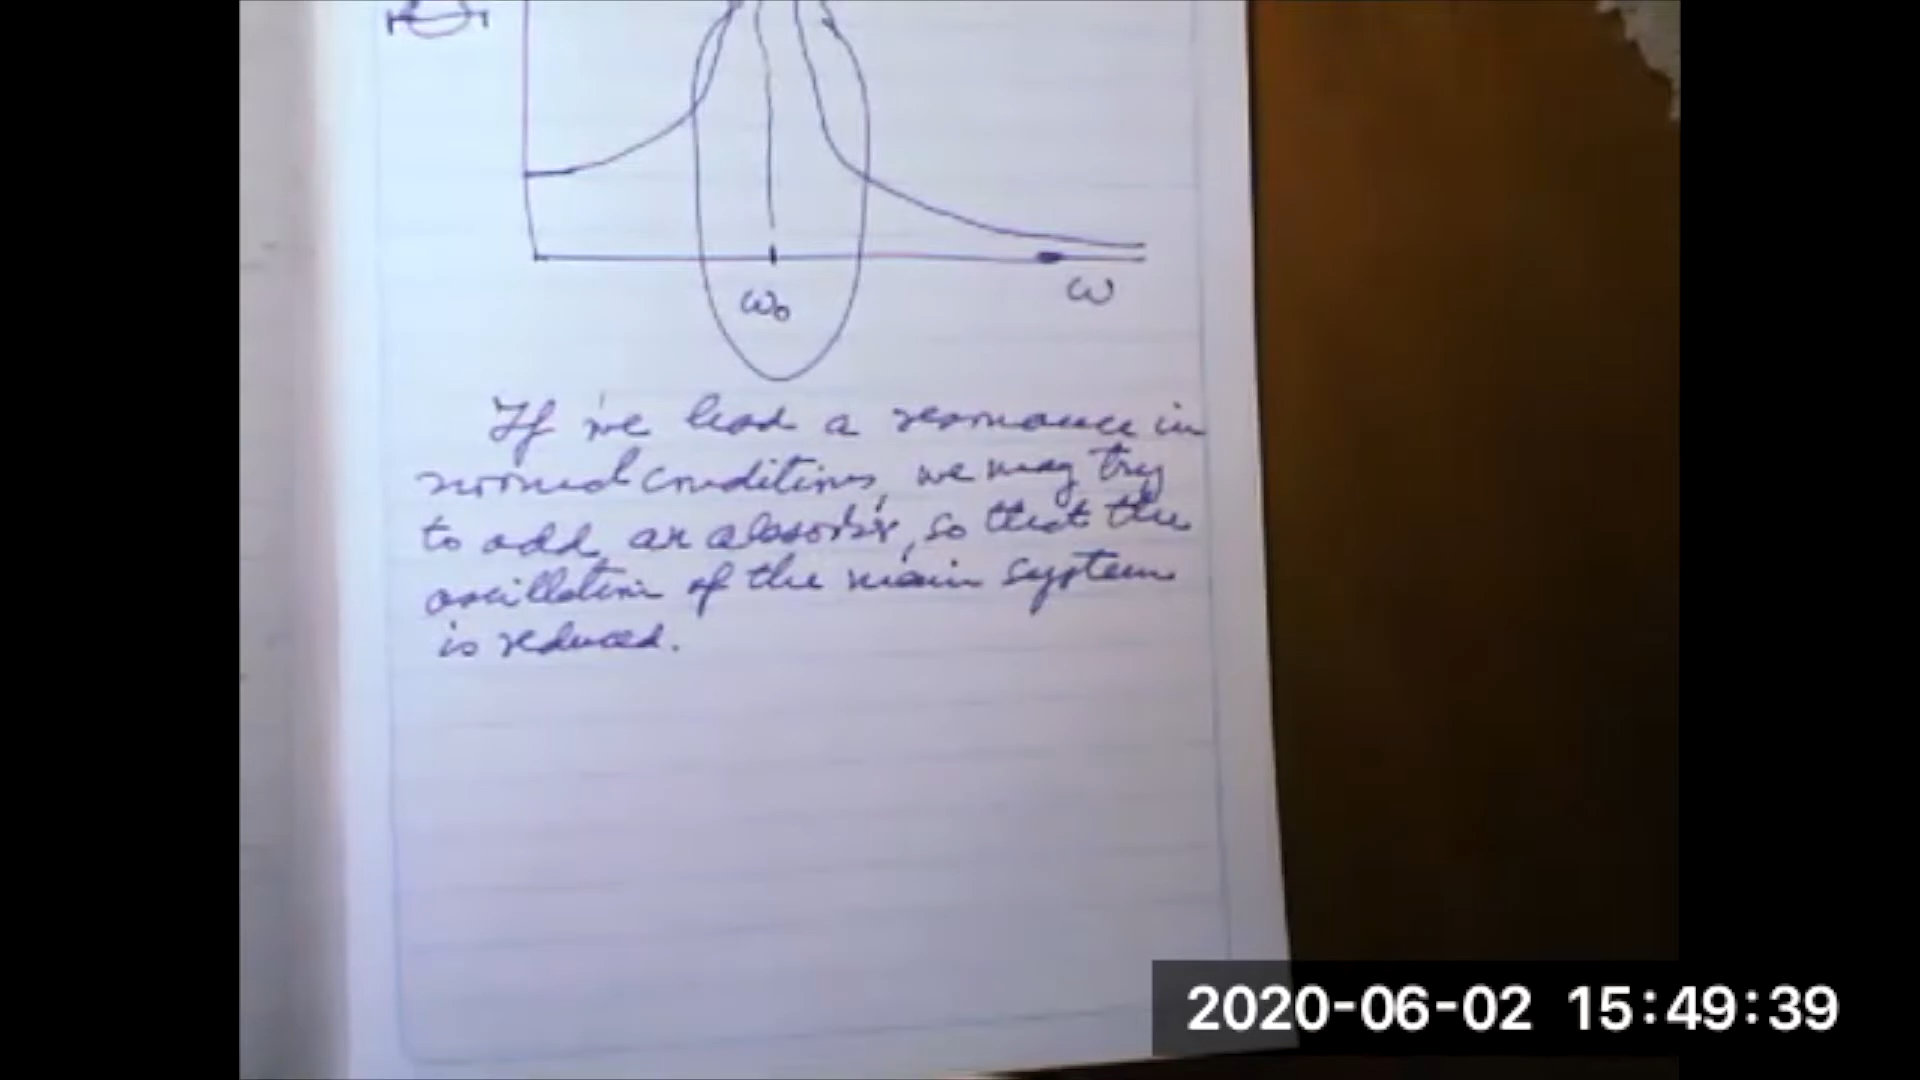 ω₀
ω
If we had a resonance in
normal conditions, we may try
to add an absorber, so that the
oscillation of the main system
is reduced.
2020-06-02 15:49:39